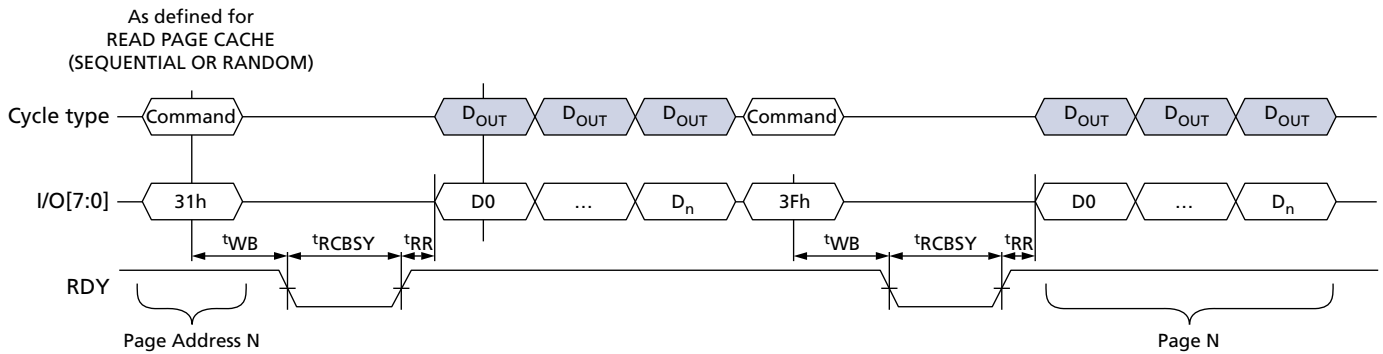 As defined for
READ PAGE CACHE
(SEQUENTIAL OR RANDOM)
Cycle type Command DOUT DOUT DOUT Command DOUT DOUT DOUT
I/O[7:0] 31h D0 … Dn 3Fh D0 … Dn
tWB tRCBSY tRR tWB tRCBSY tRR
RDY
Page Address N Page N